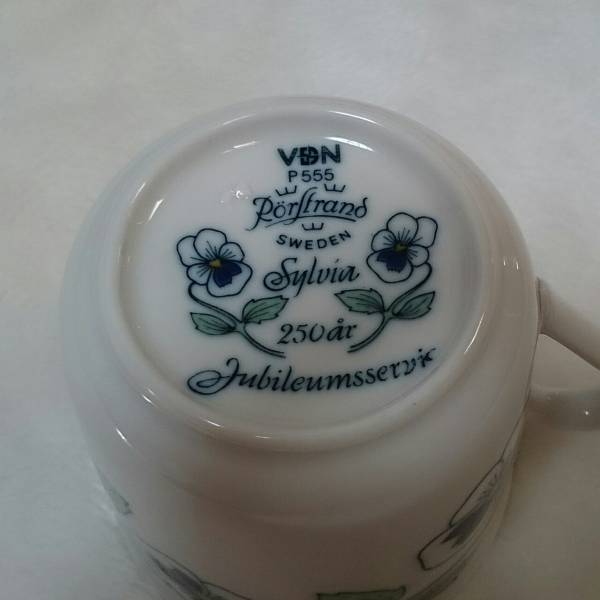 VDN
P555
Rörstrand
SWEDEN
Sylvia
250 år
Jubileumsservis